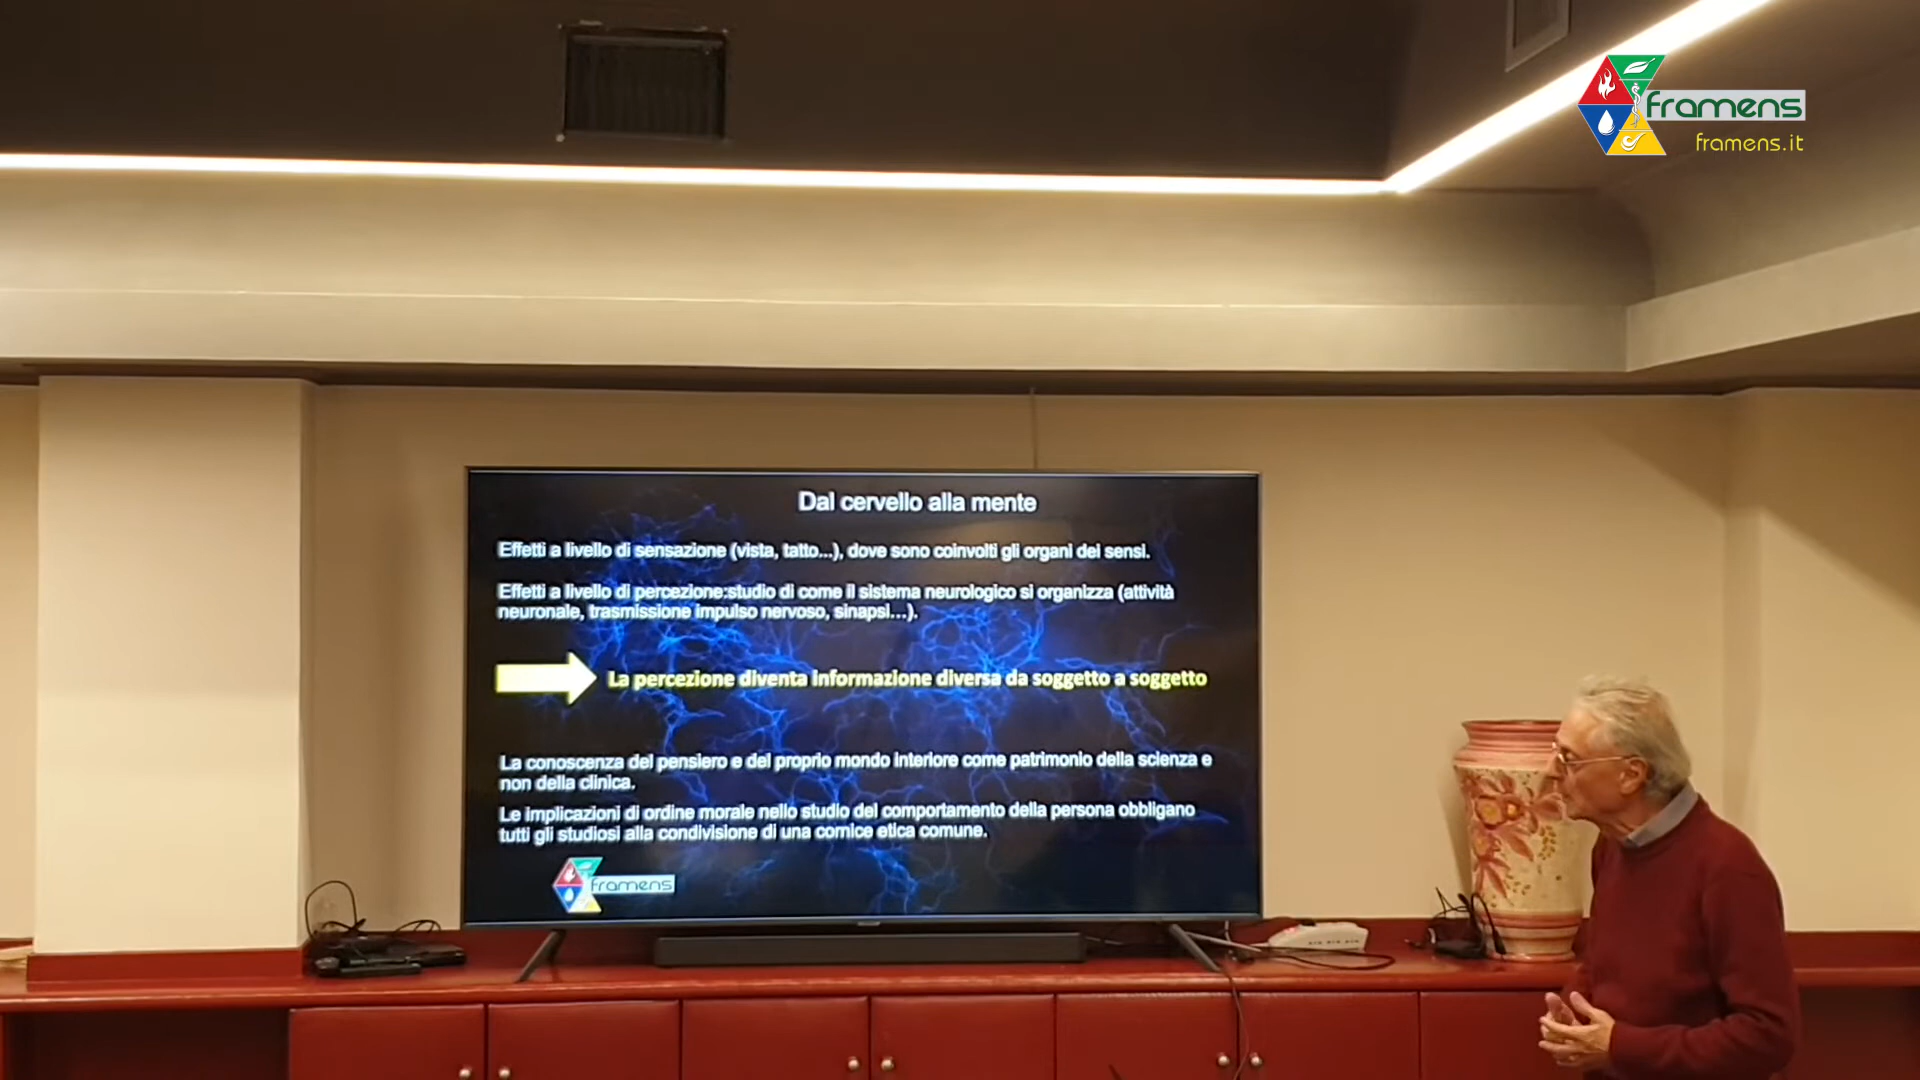 framens
framens.it
Dal cervello alla mente
Effetti a livello di sensazione (vista, tatto...), dove sono coinvolti gli organi dei sensi.
Effetti a livello di percezione:studio di come il sistema neurologico si organizza (attività
neuronale, trasmissione impulso nervoso, sinapsi...).
La percezione diventa informazione diversa da soggetto a soggetto
La conoscenza del pensiero e del proprio mondo interiore come patrimonio della scienza e
non della clinica.
Le implicazioni di ordine morale nello studio del comportamento della persona obbligano
tutti gli studiosi alla condivisione di una cornice etica comune.
framens